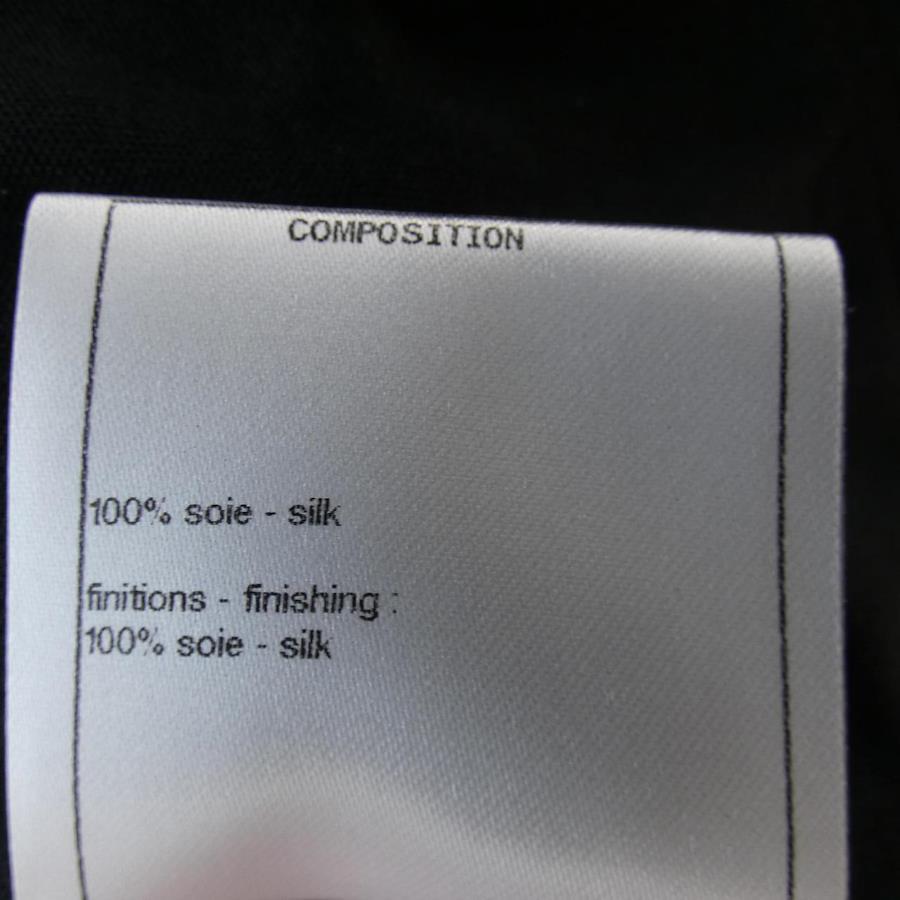 COMPOSITION
100% soie - silk
finitions - finishing :
100% soie - silk